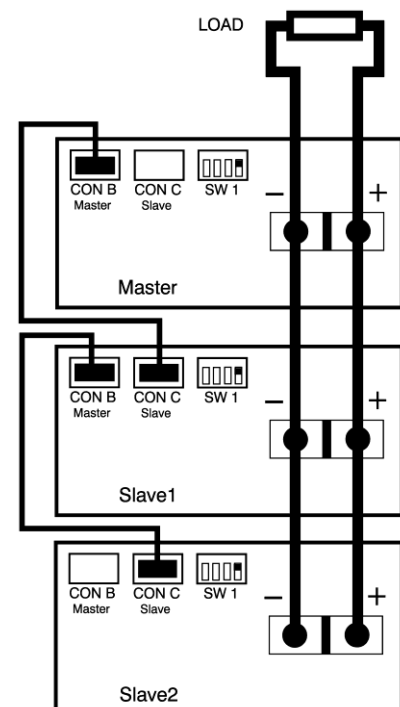 LOAD
CON B CON C SW 1 − +
Master Slave
Master
CON B CON C SW 1 − +
Master Slave
Slave1
CON B CON C SW 1 − +
Master Slave
Slave2